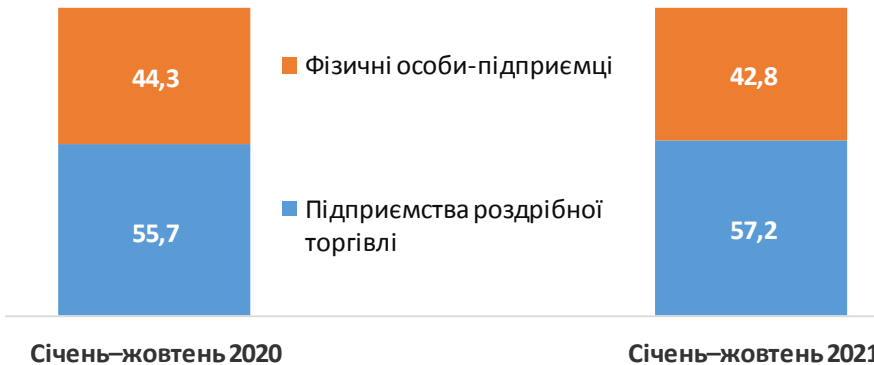 44,3
Фізичні особи-підприємці
42,8
55,7
Підприємства роздрібної
торгівлі
57,2
Січень–жовтень 2020
Січень–жовтень 2021